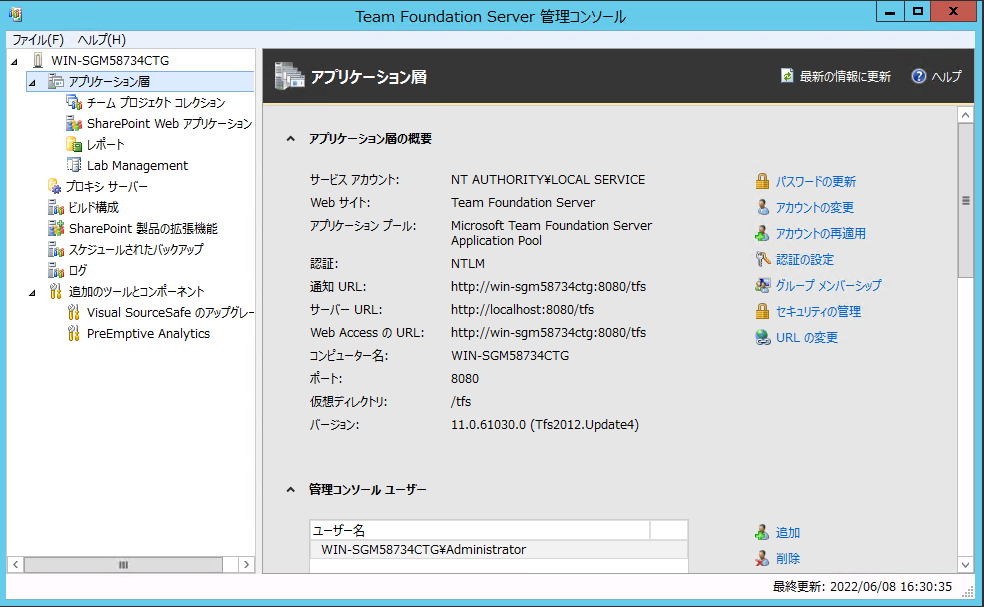 Team Foundation Server 管理コンソール
ファイル(F) ヘルプ(H)
WIN-SGM58734CTG
アプリケーション層
チーム プロジェクト コレクション
SharePoint Web アプリケーション
レポート
Lab Management
プロキシ サーバー
ビルド構成
SharePoint 製品の拡張機能
スケジュールされたバックアップ
ログ
追加のツールとコンポーネント
Visual SourceSafe のアップグレー
PreEmptive Analytics
アプリケーション層
最新の情報に更新
ヘルプ
アプリケーション層の概要
サービス アカウント: NT AUTHORITY¥LOCAL SERVICE
Web サイト: Team Foundation Server
アプリケーション プール: Microsoft Team Foundation Server
Application Pool
認証: NTLM
通知 URL: http://win-sgm58734ctg:8080/tfs
サーバー URL: http://localhost:8080/tfs
Web Access の URL: http://win-sgm58734ctg:8080/tfs
コンピューター名: WIN-SGM58734CTG
ポート: 8080
仮想ディレクトリ: /tfs
バージョン: 11.0.61030.0 (Tfs2012.Update4)
パスワードの更新
アカウントの変更
アカウントの再適用
認証の設定
グループ メンバーシップ
セキュリティの管理
URL の変更
管理コンソール ユーザー
ユーザー名
WIN-SGM58734CTG¥Administrator
追加
削除
最終更新: 2022/06/08 16:30:35